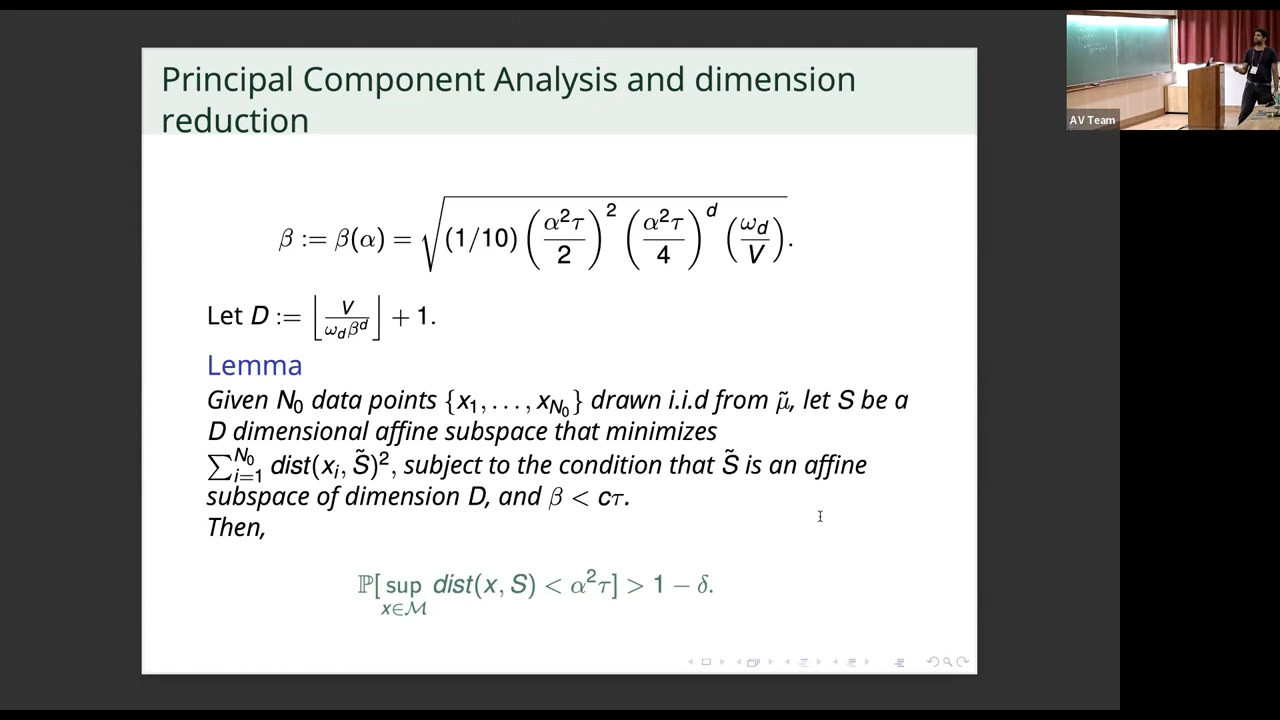 Principal Component Analysis and dimension
reduction
β := β(α) = √((1/10) (α²τ/2)² (α²τ/4)^d (ω_d/V)).
Let D := ⌊V/(ω_d β^d)⌋ + 1.
Lemma
Given N₀ data points {x₁, . . . , x_{N₀}} drawn i.i.d from μ̃, let S be a
D dimensional affine subspace that minimizes
∑_{i=1}^{N₀} dist(x_i, S̃)², subject to the condition that S̃ is an affine
subspace of dimension D, and β < cτ.
Then,
ℙ[sup_{x∈ℳ} dist(x, S) < α²τ] > 1 − δ.
AV Team